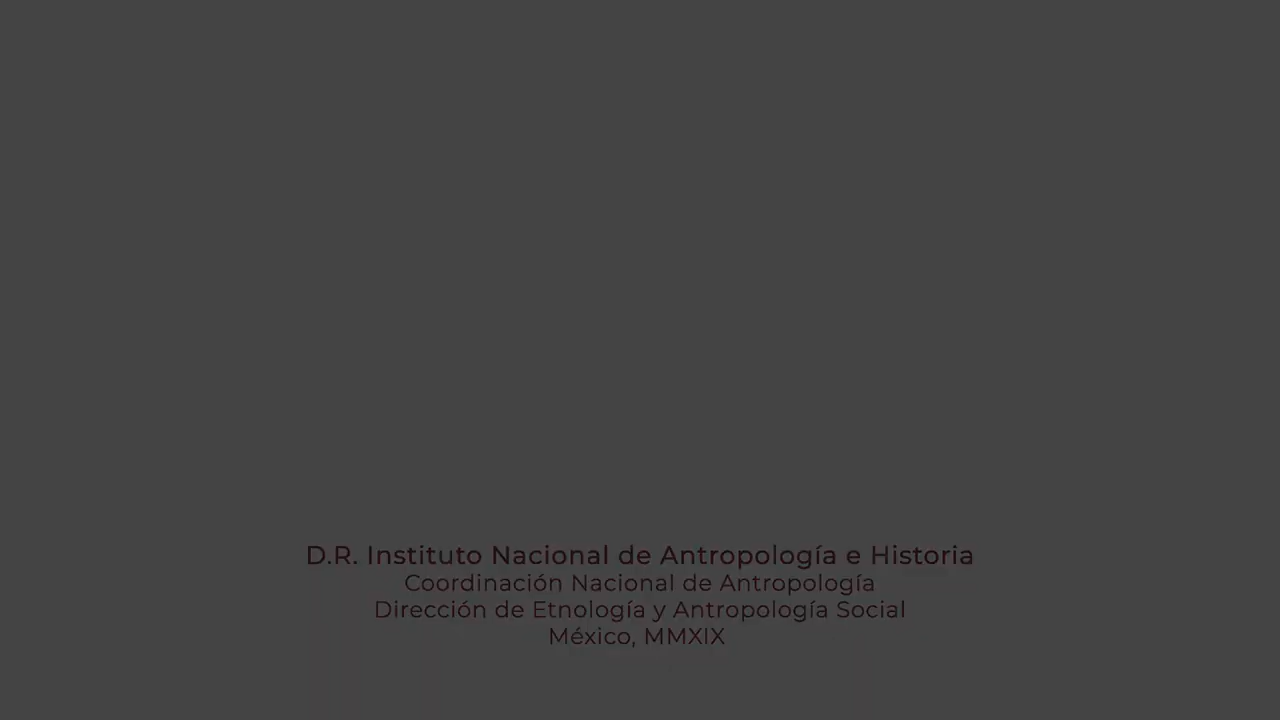 D.R. Instituto Nacional de Antropología e Historia
Coordinación Nacional de Antropología
Dirección de Etnología y Antropología Social
México, MMXIX